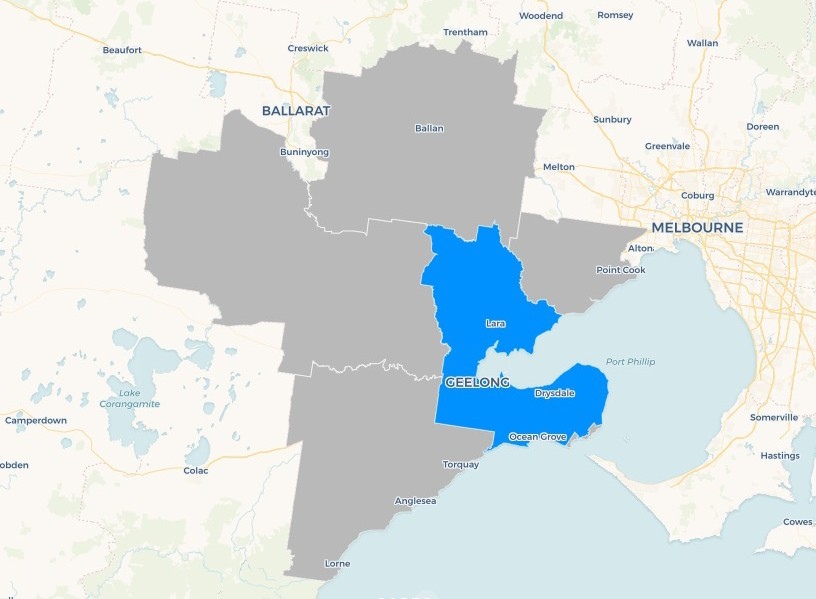 Woodend
Romsey
Trentham
Wallan
Beaufort
Creswick
BALLARAT
Sunbury
Doreen
Ballan
Greenvale
Buninyong
Melton
Coburg
Warrandyte
MELBOURNE
Alton
Point Cook
Lara
Port Phillip
GEELONG
Drysdale
Lake
Corangamite
Camperdown
Somerville
Ocean Grove
Hastings
obden
Torquay
Colac
Anglesea
Cowes
Lorne